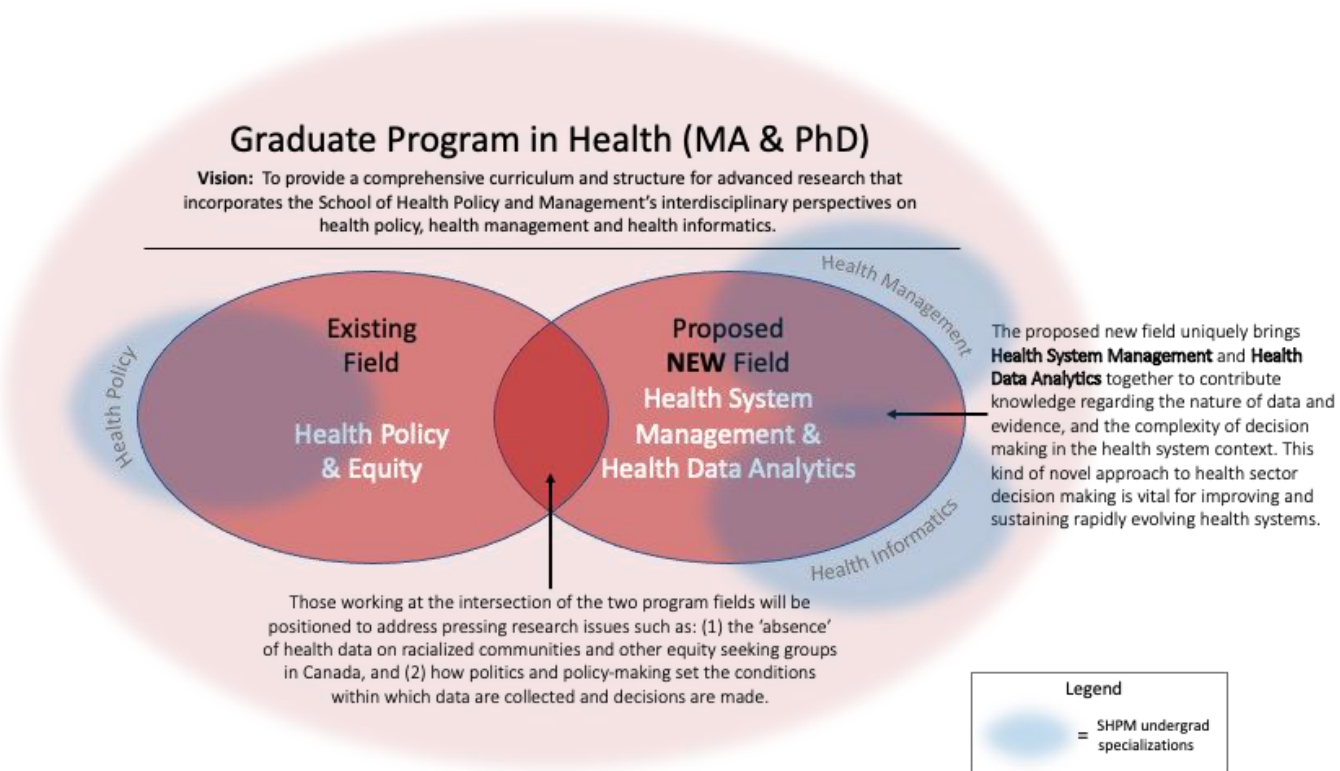 Graduate Program in Health (MA & PhD)
Vision: To provide a comprehensive curriculum and structure for advanced research that
incorporates the School of Health Policy and Management's interdisciplinary perspectives on
health policy, health management and health informatics.
Health Policy
Existing
Field
Health Policy
& Equity
Proposed
NEW Field
Health System
Management &
Health Data Analytics
Health Management
Health Informatics
The proposed new field uniquely brings
Health System Management and Health
Data Analytics together to contribute
knowledge regarding the nature of data and
evidence, and the complexity of decision
making in the health system context. This
kind of novel approach to health sector
decision making is vital for improving and
sustaining rapidly evolving health systems.
Those working at the intersection of the two program fields will be
positioned to address pressing research issues such as: (1) the 'absence'
of health data on racialized communities and other equity seeking groups
in Canada, and (2) how politics and policy-making set the conditions
within which data are collected and decisions are made.
Legend
= SHPM undergrad
specializations